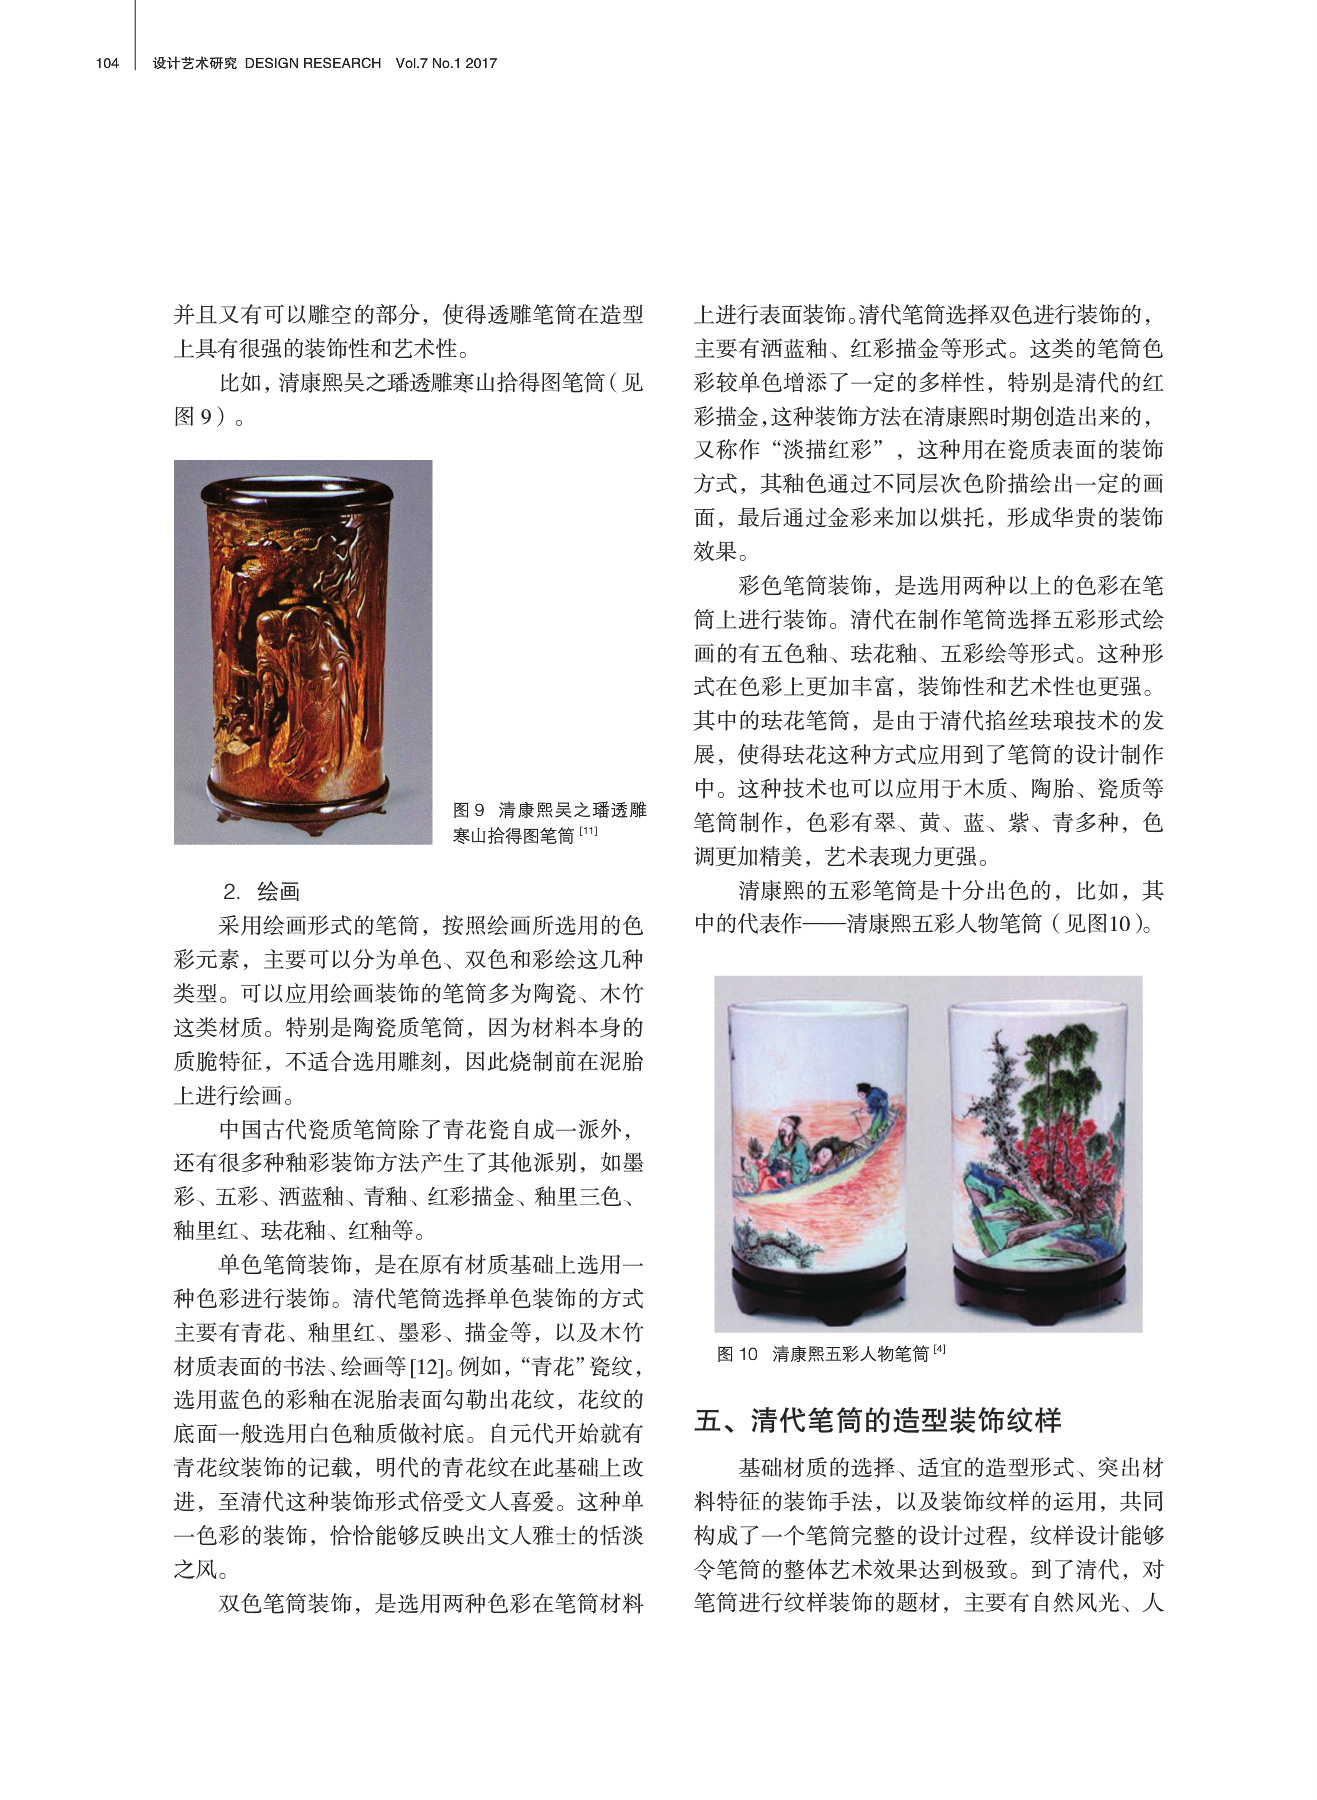 104 设计艺术研究 DESIGN RESEARCH Vol.7 No.1 2017
并且又有可以雕空的部分，使得透雕笔筒在造型
上具有很强的装饰性和艺术性。
比如，清康熙吴之璠透雕寒山拾得图笔筒（见
图 9）。
图 9 清康熙吴之璠透雕
寒山拾得图笔筒 [11]
2. 绘画
采用绘画形式的笔筒，按照绘画所选用的色
彩元素，主要可以分为单色、双色和彩绘这几种
类型。可以应用绘画装饰的笔筒多为陶瓷、木竹
这类材质。特别是陶瓷质笔筒，因为材料本身的
质脆特征，不适合选用雕刻，因此烧制前在泥胎
上进行绘画。
中国古代瓷质笔筒除了青花瓷自成一派外，
还有很多种釉彩装饰方法产生了其他派别，如墨
彩、五彩、洒蓝釉、青釉、红彩描金、釉里三色、
釉里红、珐花釉、红釉等。
单色笔筒装饰，是在原有材质基础上选用一
种色彩进行装饰。清代笔筒选择单色装饰的方式
主要有青花、釉里红、墨彩、描金等，以及木竹
材质表面的书法、绘画等[12]。例如，“青花”瓷纹，
选用蓝色的彩釉在泥胎表面勾勒出花纹，花纹的
底面一般选用白色釉质做衬底。自元代开始就有
青花纹装饰的记载，明代的青花纹在此基础上改
进，至清代这种装饰形式倍受文人喜爱。这种单
一色彩的装饰，恰恰能够反映出文人雅士的恬淡
之风。
双色笔筒装饰，是选用两种色彩在笔筒材料
上进行表面装饰。清代笔筒选择双色进行装饰的，
主要有洒蓝釉、红彩描金等形式。这类的笔筒色
彩较单色增添了一定的多样性，特别是清代的红
彩描金，这种装饰方法在清康熙时期创造出来的，
又称作“淡描红彩”，这种用在瓷质表面的装饰
方式，其釉色通过不同层次色阶描绘出一定的画
面，最后通过金彩来加以烘托，形成华贵的装饰
效果。
彩色笔筒装饰，是选用两种以上的色彩在笔
筒上进行装饰。清代在制作笔筒选择五彩形式绘
画的有五色釉、珐花釉、五彩绘等形式。这种形
式在色彩上更加丰富，装饰性和艺术性也更强。
其中的珐花笔筒，是由于清代掐丝珐琅技术的发
展，使得珐花这种方式应用到了笔筒的设计制作
中。这种技术也可以应用于木质、陶胎、瓷质等
笔筒制作，色彩有翠、黄、蓝、紫、青多种，色
调更加精美，艺术表现力更强。
清康熙的五彩笔筒是十分出色的，比如，其
中的代表作——清康熙五彩人物笔筒（见图10）。
图 10 清康熙五彩人物笔筒 [4]
五、清代笔筒的造型装饰纹样
基础材质的选择、适宜的造型形式、突出材
料特征的装饰手法，以及装饰纹样的运用，共同
构成了一个笔筒完整的设计过程，纹样设计能够
令笔筒的整体艺术效果达到极致。到了清代，对
笔筒进行纹样装饰的题材，主要有自然风光、人